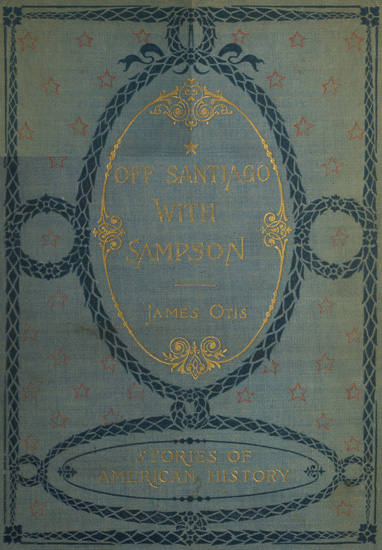 OFF SANTIAGO
WITH
SAMPSON
JAMES OTIS
STORIES OF
AMERICAN HISTORY